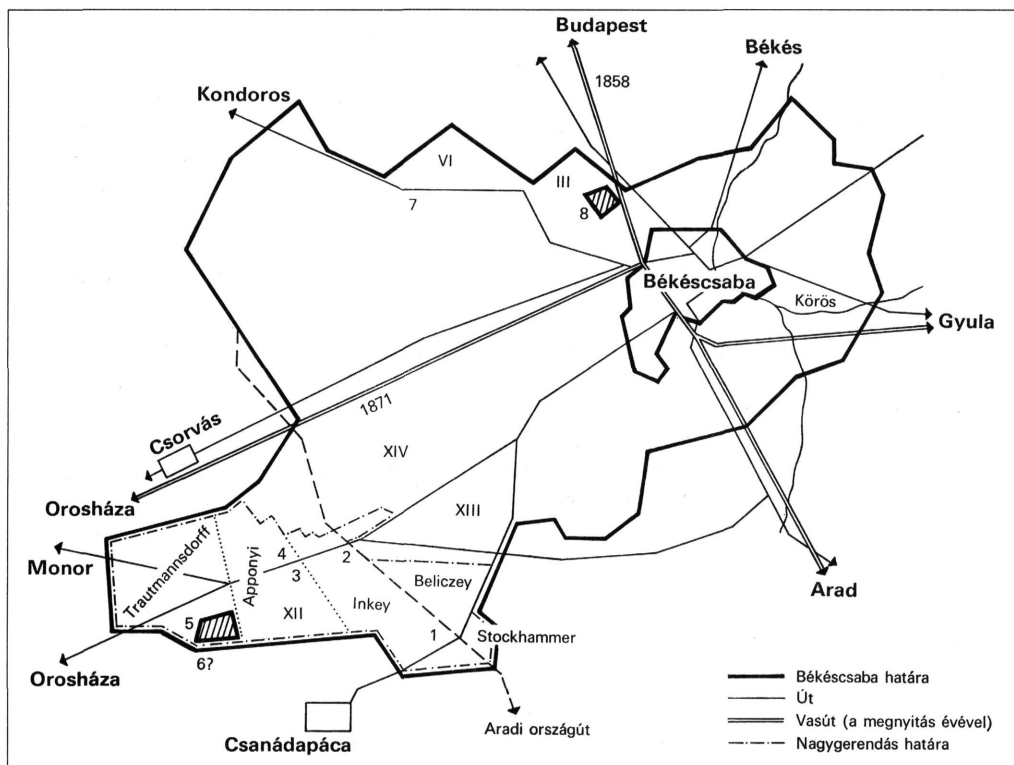 Budapest
Békés
1858
Kondoros
VI
III
7
8
Békéscsaba
Körös
Gyula
1871
Csorvás
XIV
Orosháza
XIII
Monor
Trautmannsdorff
Apponyi
4
3
2
Beliczey
Inkey
XII
5
1
Stockhammer
Arad
6?
Orosháza
Csanádapáca
Aradi országút
Békéscsaba határa
Út
Vasút (a megnyitás évével)
Nagygerendás határa